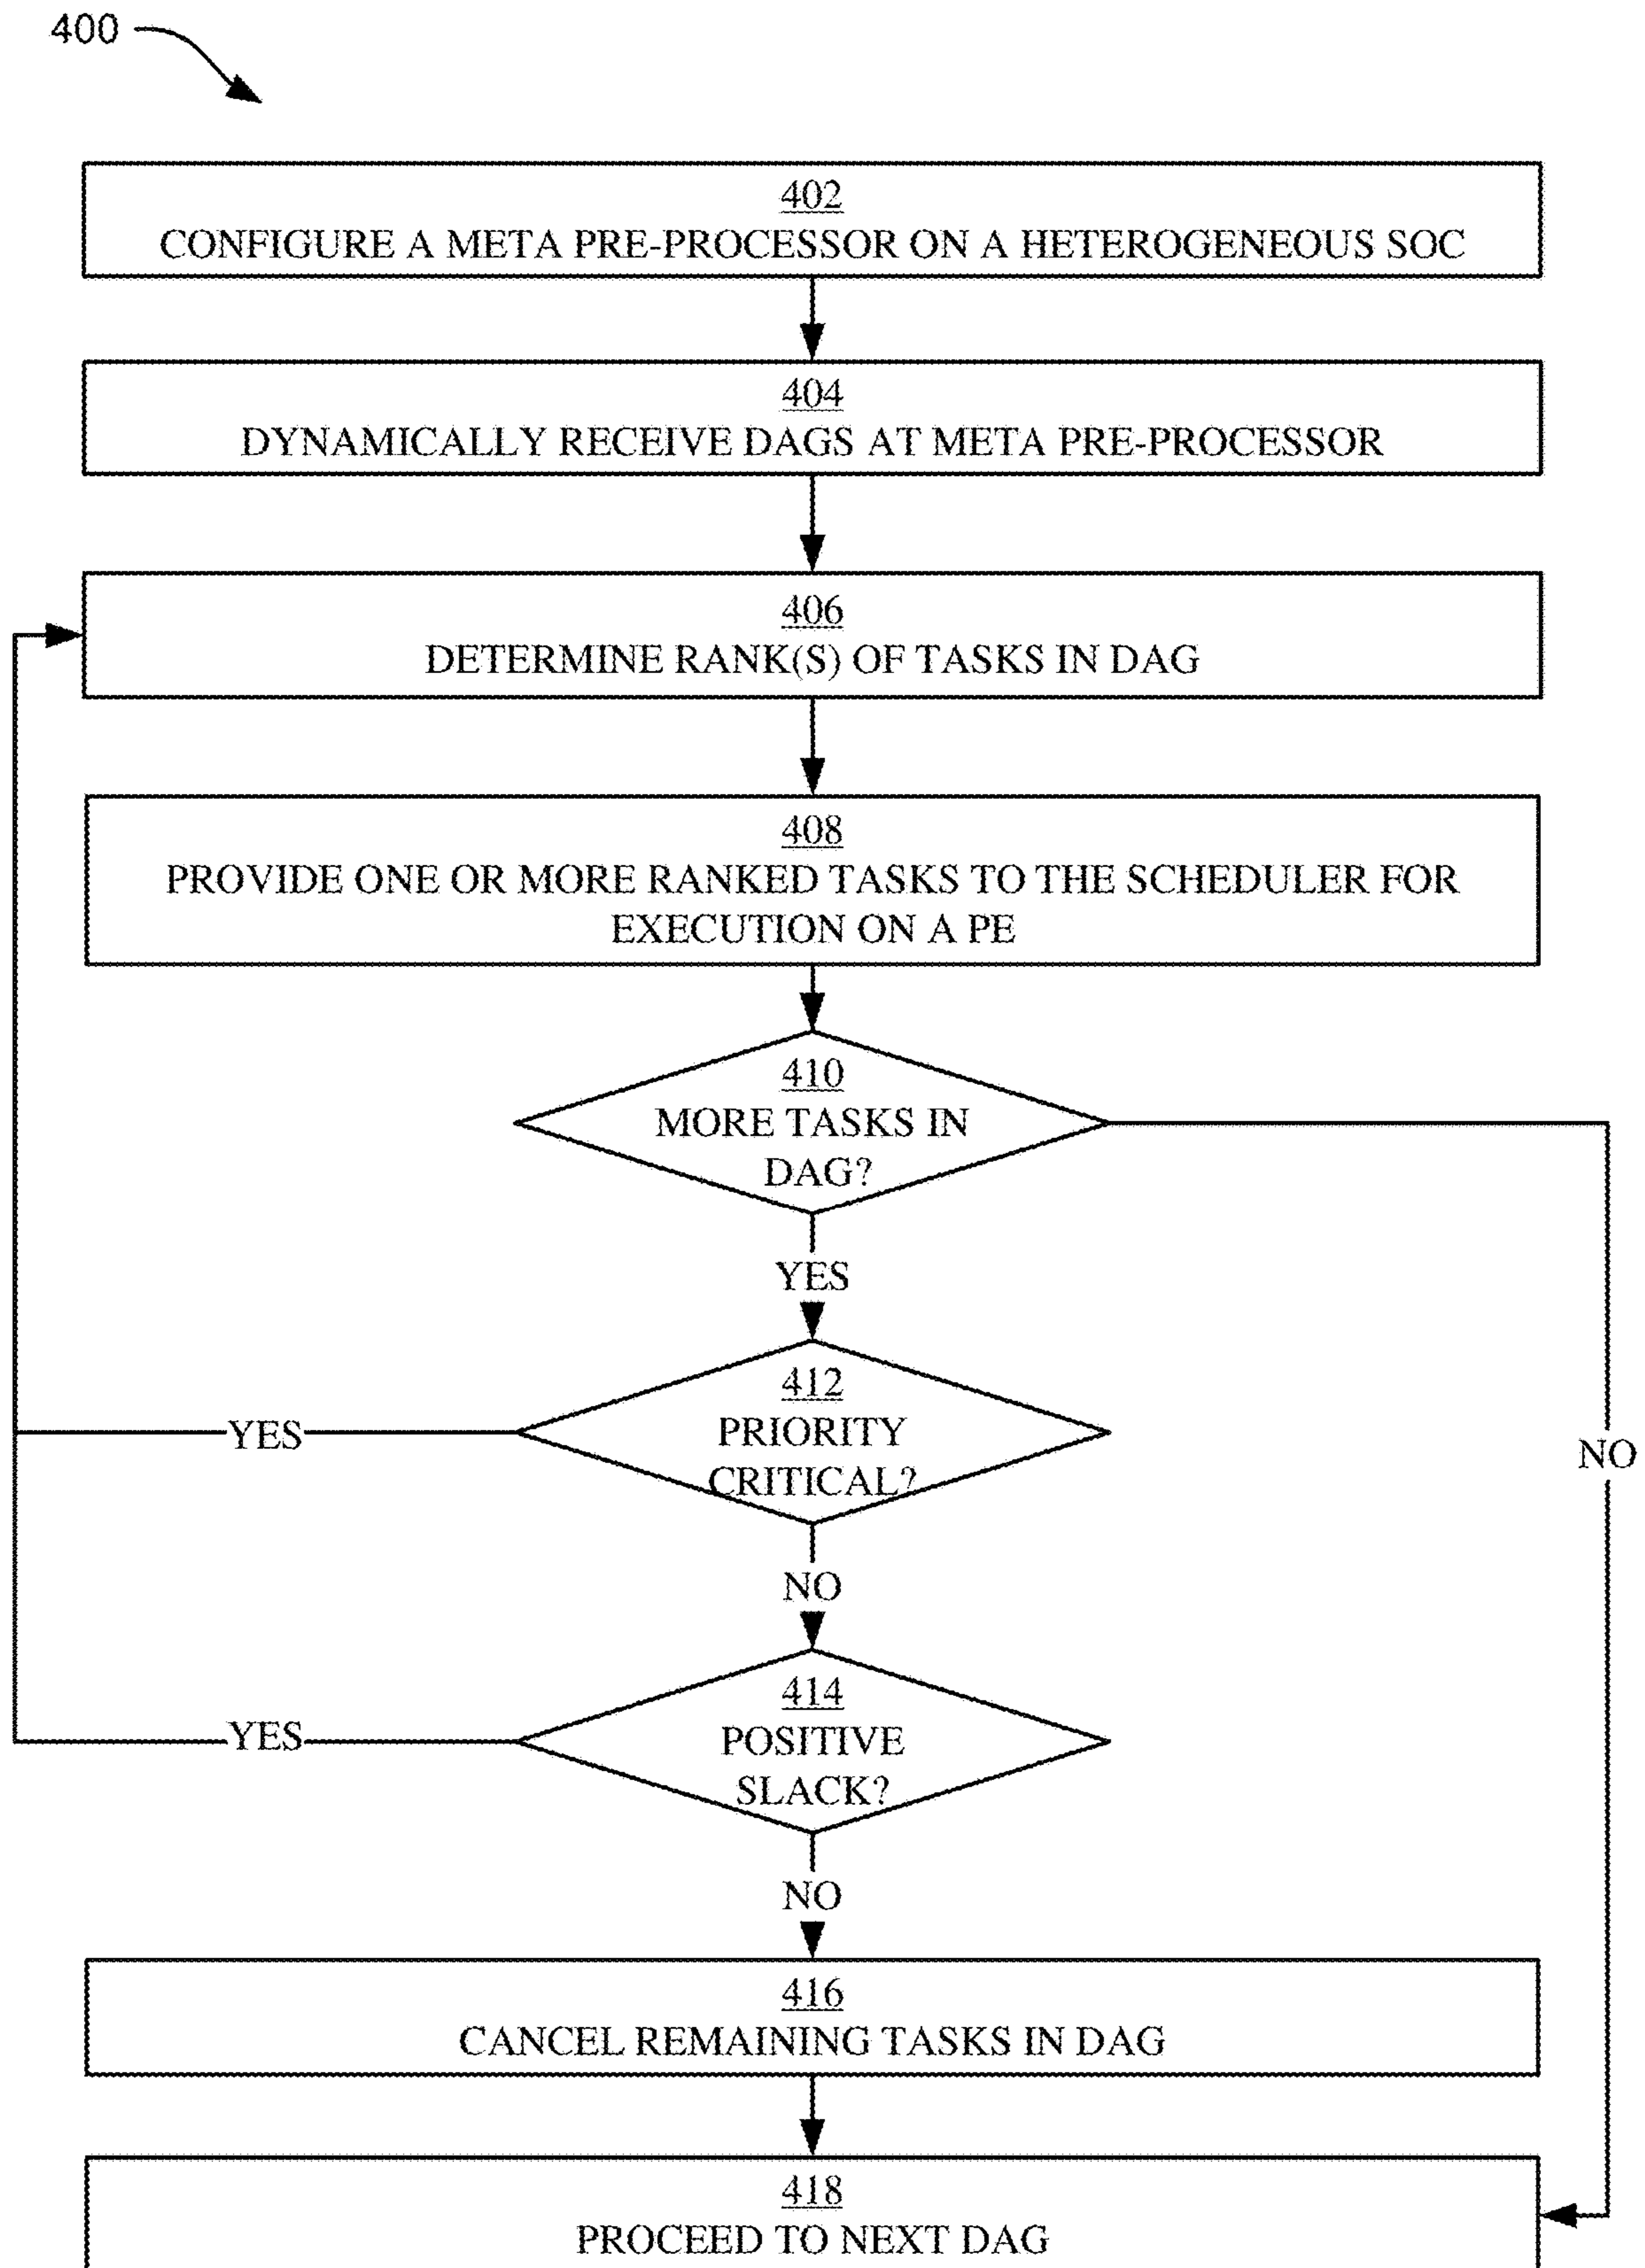 400
402
CONFIGURE A META PRE-PROCESSOR ON A HETEROGENEOUS SOC
404
DYNAMICALLY RECEIVE DAGS AT META PRE-PROCESSOR
406
DETERMINE RANK(S) OF TASKS IN DAG
408
PROVIDE ONE OR MORE RANKED TASKS TO THE SCHEDULER FOR
EXECUTION ON A PE
410
MORE TASKS IN
DAG?
YES
412
PRIORITY
CRITICAL?
YES
NO
NO
414
POSITIVE
SLACK?
YES
NO
416
CANCEL REMAINING TASKS IN DAG
418
PROCEED TO NEXT DAG